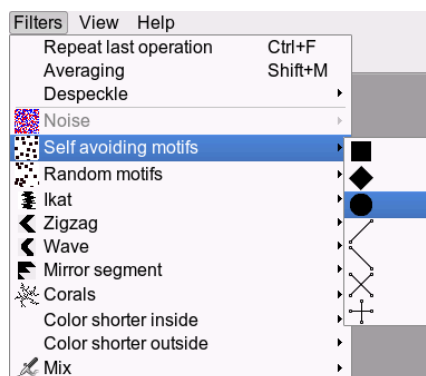 Filters View Help
Repeat last operation Ctrl+F
Averaging Shift+M
Despeckle
Noise
Self avoiding motifs
Random motifs
Ikat
Zigzag
Wave
Mirror segment
Corals
Color shorter inside
Color shorter outside
Mix